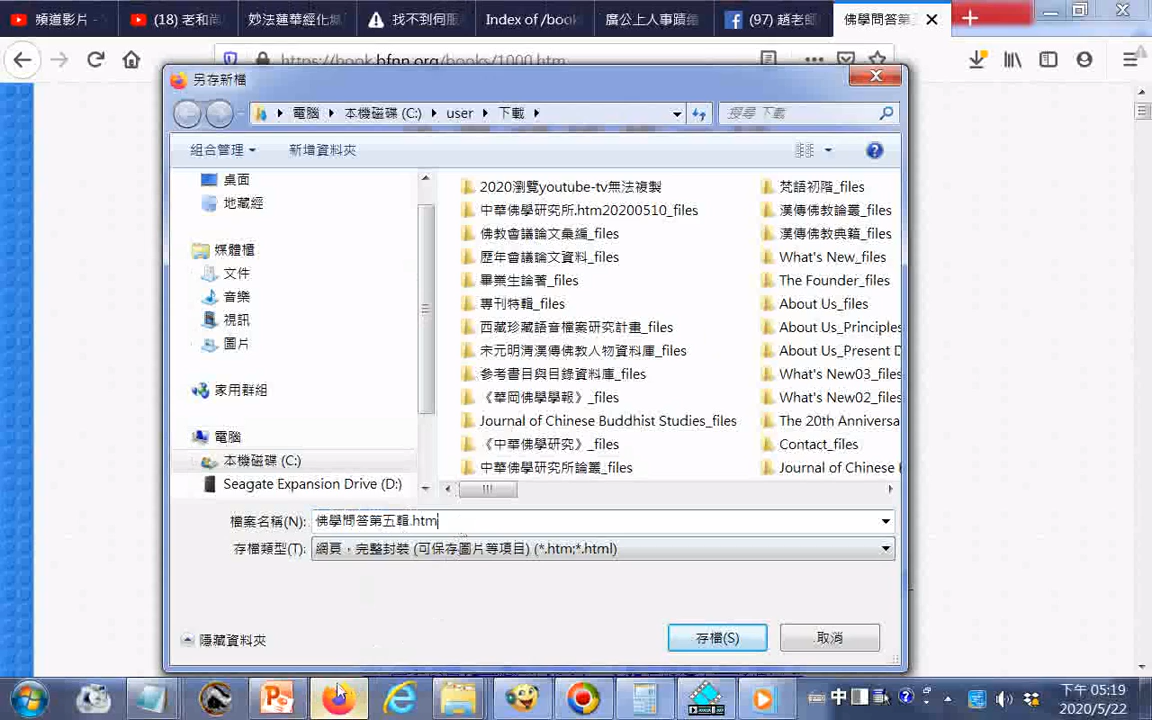 頻道影片 -
(18) 老和尚
妙法蓮華經化
找不到伺服
Index of /book
廣公上人事蹟
(97) 趙老師
佛學問答第
https://book.bfnn.org/books/1000.htm
另存新檔
電腦 本機磁碟 (C:) user 下載
搜尋 下載
組合管理
新增資料夾
桌面
地藏經
媒體櫃
文件
音樂
視訊
圖片
家用群組
電腦
本機磁碟 (C:)
Seagate Expansion Drive (D:)
2020瀏覽youtube-tv無法複製
中華佛學研究所.htm20200510_files
佛教會議論文彙編_files
歷年會議論文資料_files
畢業生論著_files
專刊特輯_files
西藏珍藏語音檔案研究計畫_files
宋元明清漢傳佛教人物資料庫_files
參考書目與目錄資料庫_files
《華岡佛學學報》_files
Journal of Chinese Buddhist Studies_files
《中華佛學研究》_files
中華佛學研究所論叢_files
梵語初階_files
漢傳佛教論叢_files
漢傳佛教典籍_files
What's New_files
The Founder_files
About Us_files
About Us_Principles
About Us_Present D
What's New03_files
What's New02_files
The 20th Anniversa
Contact_files
Journal of Chinese
檔案名稱(N): 佛學問答第五輯.htm
存檔類型(T): 網頁，完整封裝 (可保存圖片等項目) (*.htm;*.html)
隱藏資料夾
存檔(S)
取消
中
下午 05:19
2020/5/22